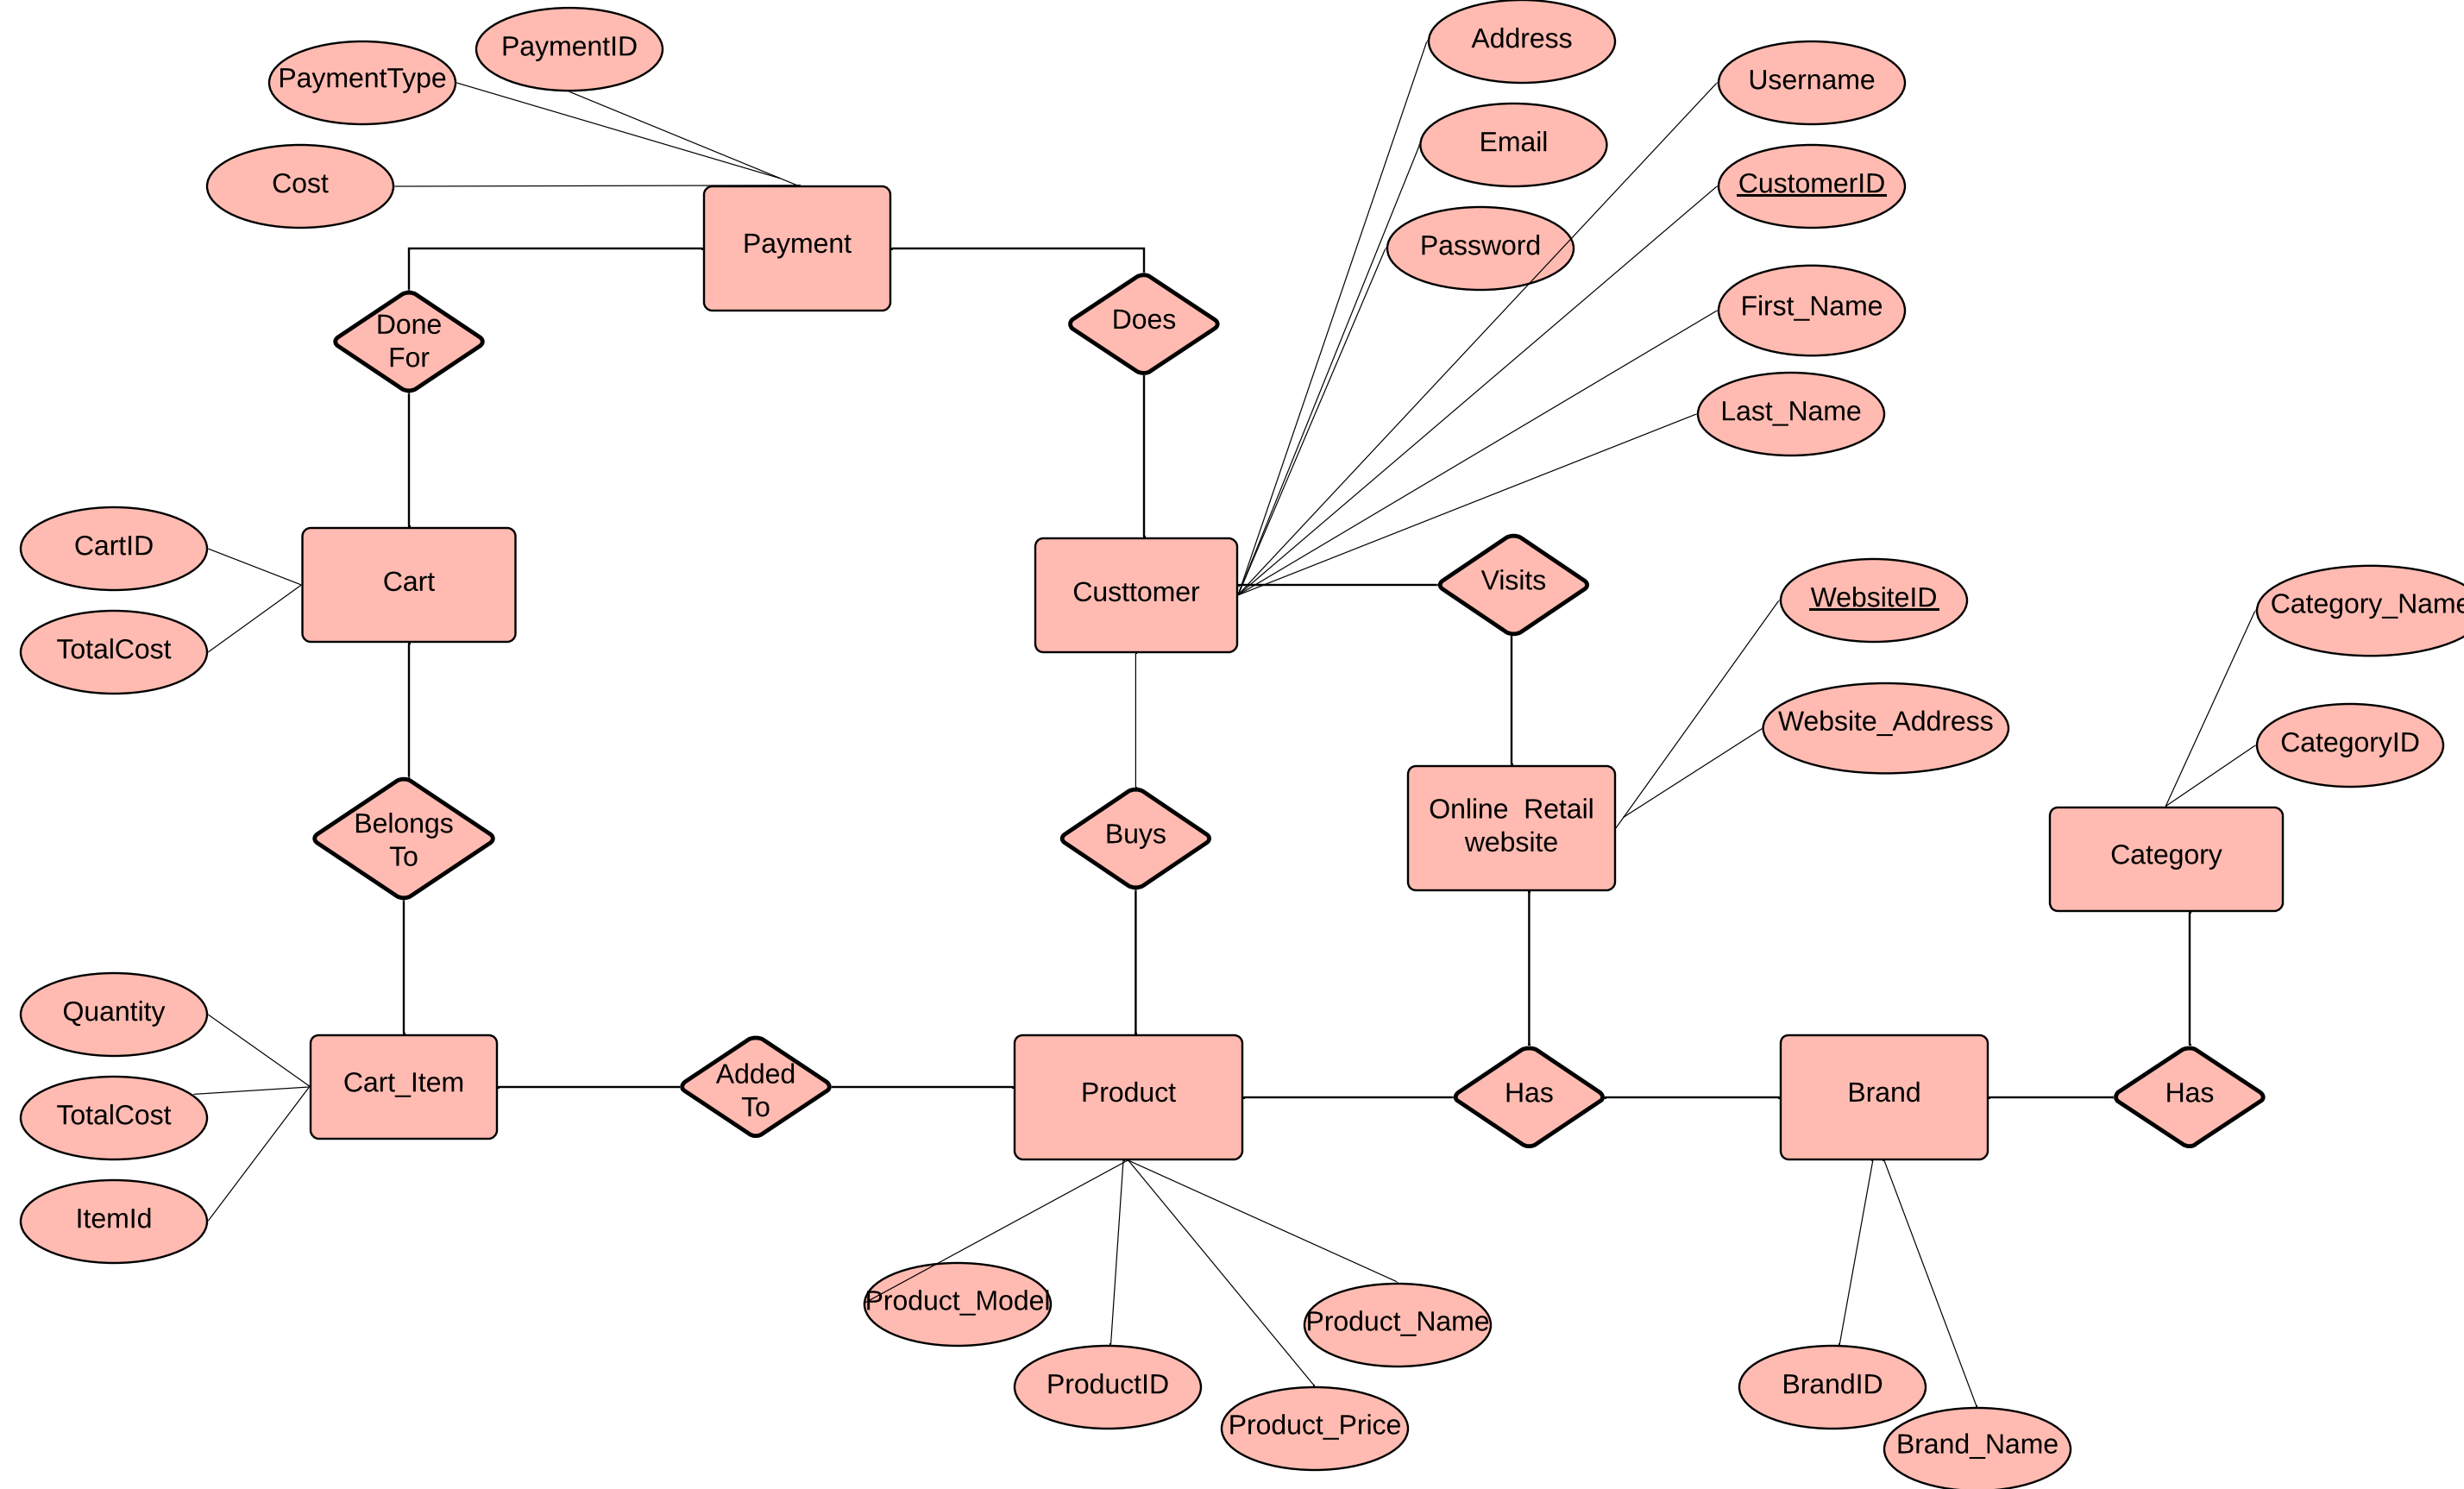 Address
PaymentID
PaymentType
Username
Email
Cost
CustomerID
Payment
Password
First_Name
Does
Done
For
Last_Name
CartID
Cart
Visits
Custtomer
WebsiteID
Category_Name
TotalCost
Website_Address
CategoryID
Online Retail
website
Belongs
To
Buys
Category
Quantity
Cart_Item
Added
To
Product
Has
Brand
Has
TotalCost
ItemId
Product_Model
Product_Name
ProductID
BrandID
Product_Price
Brand_Name